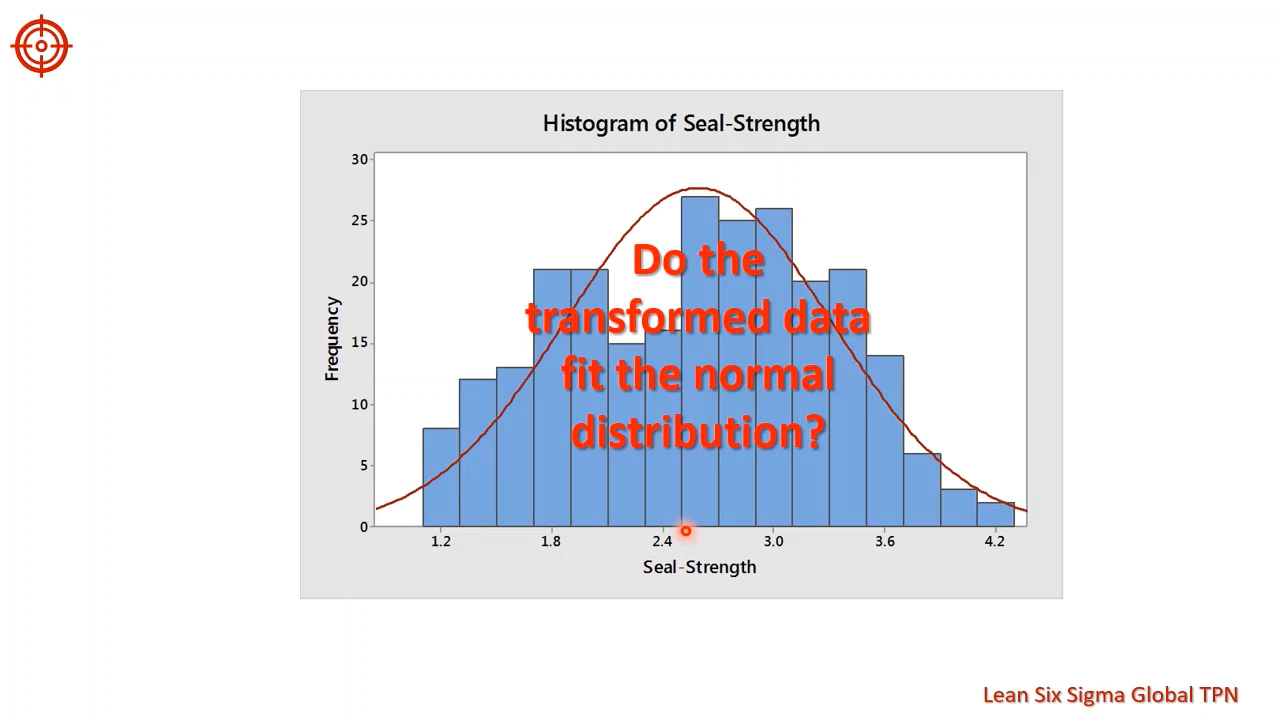 Histogram of Seal-Strength
30
25
20
15
10
5
0
Frequency
Do the
transformed data
fit the normal
distribution?
1.2 1.8 2.4 3.0 3.6 4.2
Seal-Strength
Lean Six Sigma Global TPN